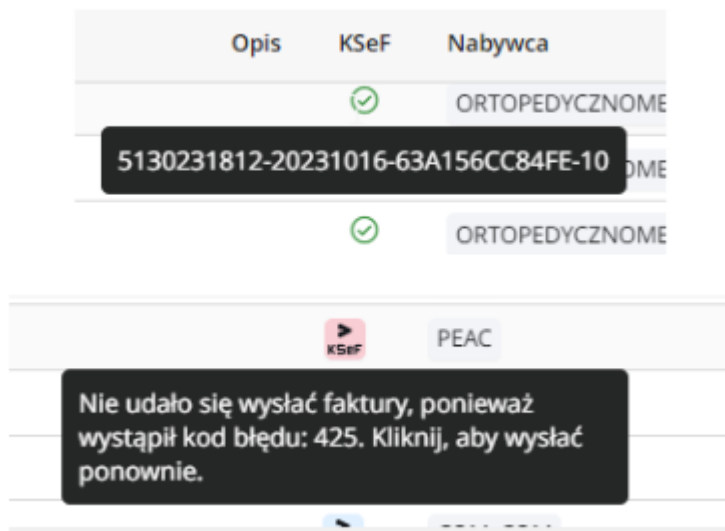 Opis KSeF Nabywca
ORTOPEDYCZNOME
5130231812-20231016-63A156CC84FE-10
OME
ORTOPEDYCZNOME
KSeF PEAC
Nie udało się wysłać faktury, ponieważ
wystąpił kod błędu: 425. Kliknij, aby wysłać
ponownie.